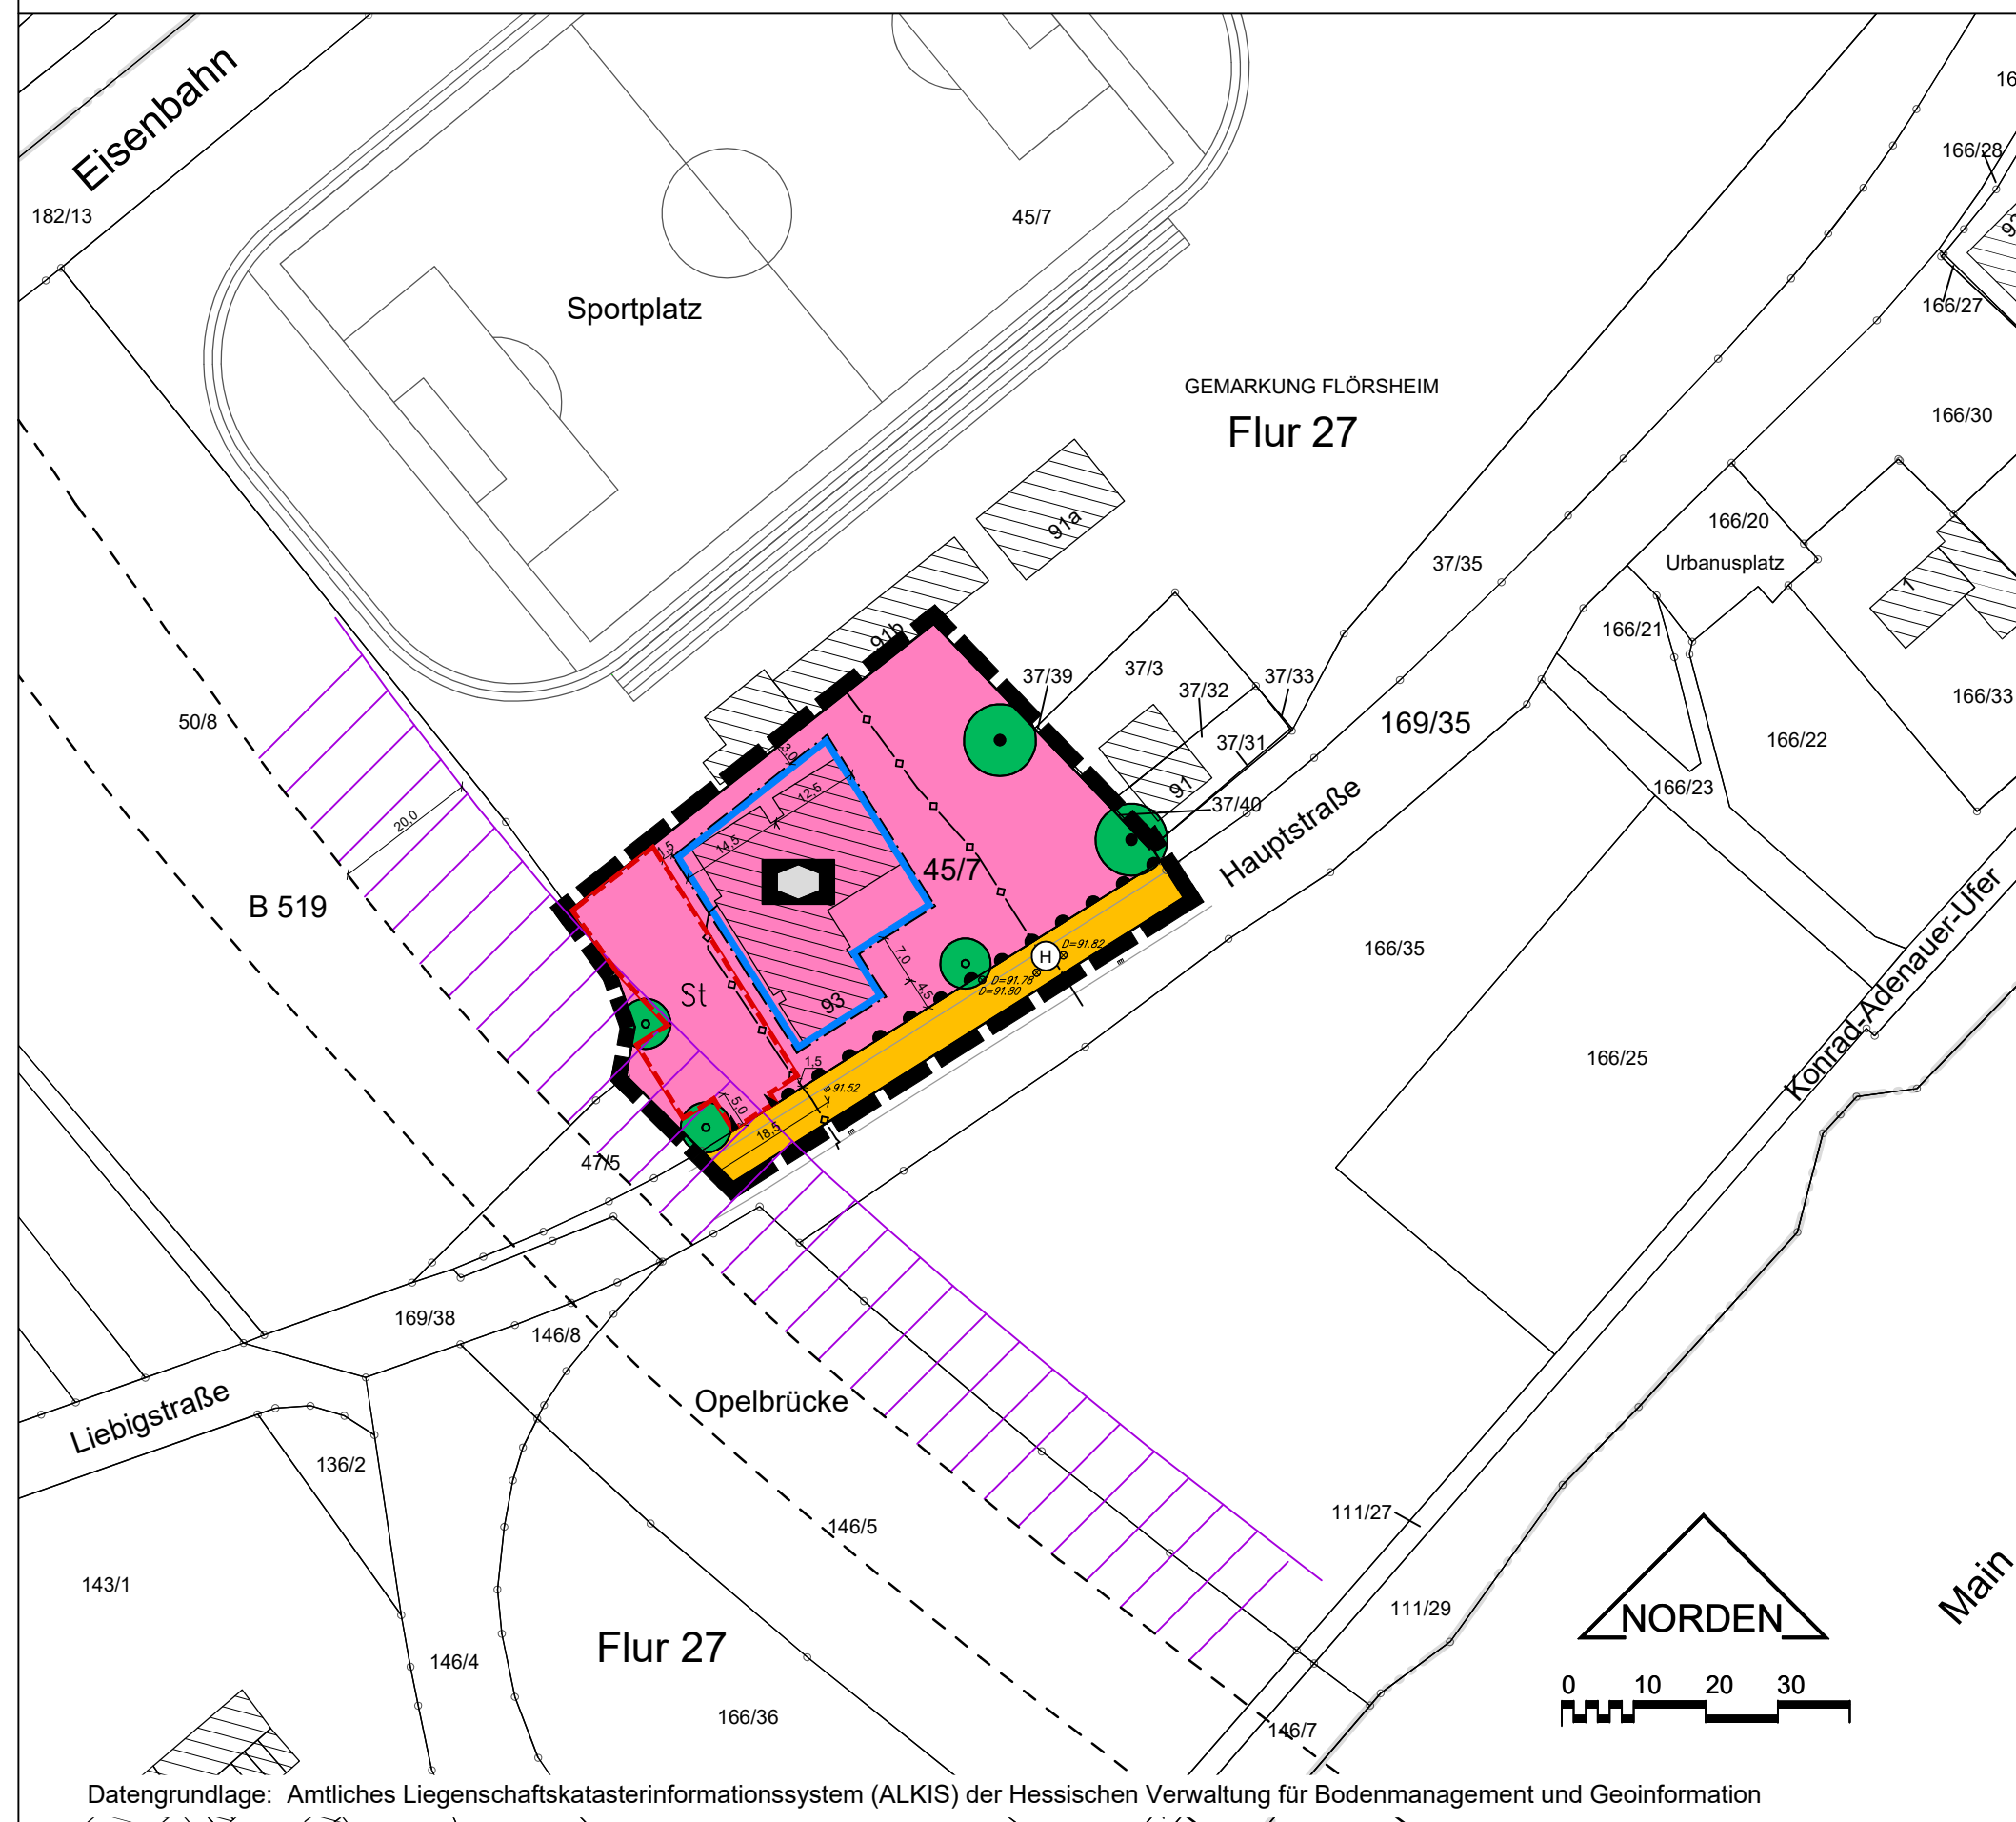 Eisenbahn
182/13
45/7
Sportplatz
16
166/28
93
166/27
GEMARKUNG FLÖRSHEIM
Flur 27
166/30
166/20
Urbanusplatz
1
91a
37/35
166/21
91b
37/39
37/3
37/33
37/32
166/33
50/8
37/31
169/35
166/22
3,0
166/23
91
37/40
Hauptstraße
12,5
20,0
1,5
14,5
45/7
B 519
166/35
Konrad-Adenauer-Ufer
H
D=91.82
7,0
D=91.78
D=91.80
4,5
St
93
166/25
1,5
91.52
5,0
18,5
47/5
169/38
146/8
Opelbrücke
Liebigstraße
136/2
111/27
146/5
143/1
111/29
Main
NORDEN
Flur 27
146/4
0 10 20 30
166/36
146/7
Datengrundlage: Amtliches Liegenschaftskatasterinformationssystem (ALKIS) der Hessischen Verwaltung für Bodenmanagement und Geoinformation